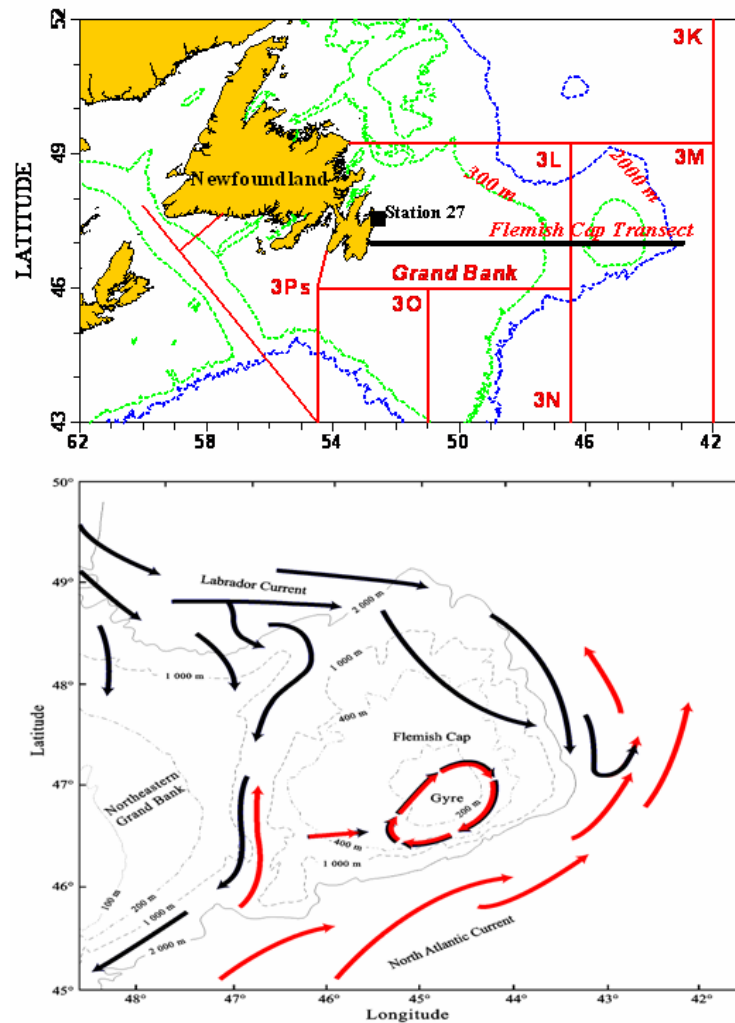 52
3K
49
3L
3M
Newfoundland
300 m
2000 m
LATITUDE
Station 27
Flemish Cap Transect
Grand Bank
46
3Ps
3O
3N
43
62
58
54
50
46
42
50°
49°
48°
47°
46°
45°
Latitude
Labrador Current
2 000 m
1 000 m
1 000 m
400 m
Flemish Cap
Northeastern
Grand Bank
Gyre
200 m
400 m
1 000 m
100 m
200 m
1 000 m
2 000 m
North Atlantic Current
48°
47°
46°
45°
44°
43°
42°
Longitude